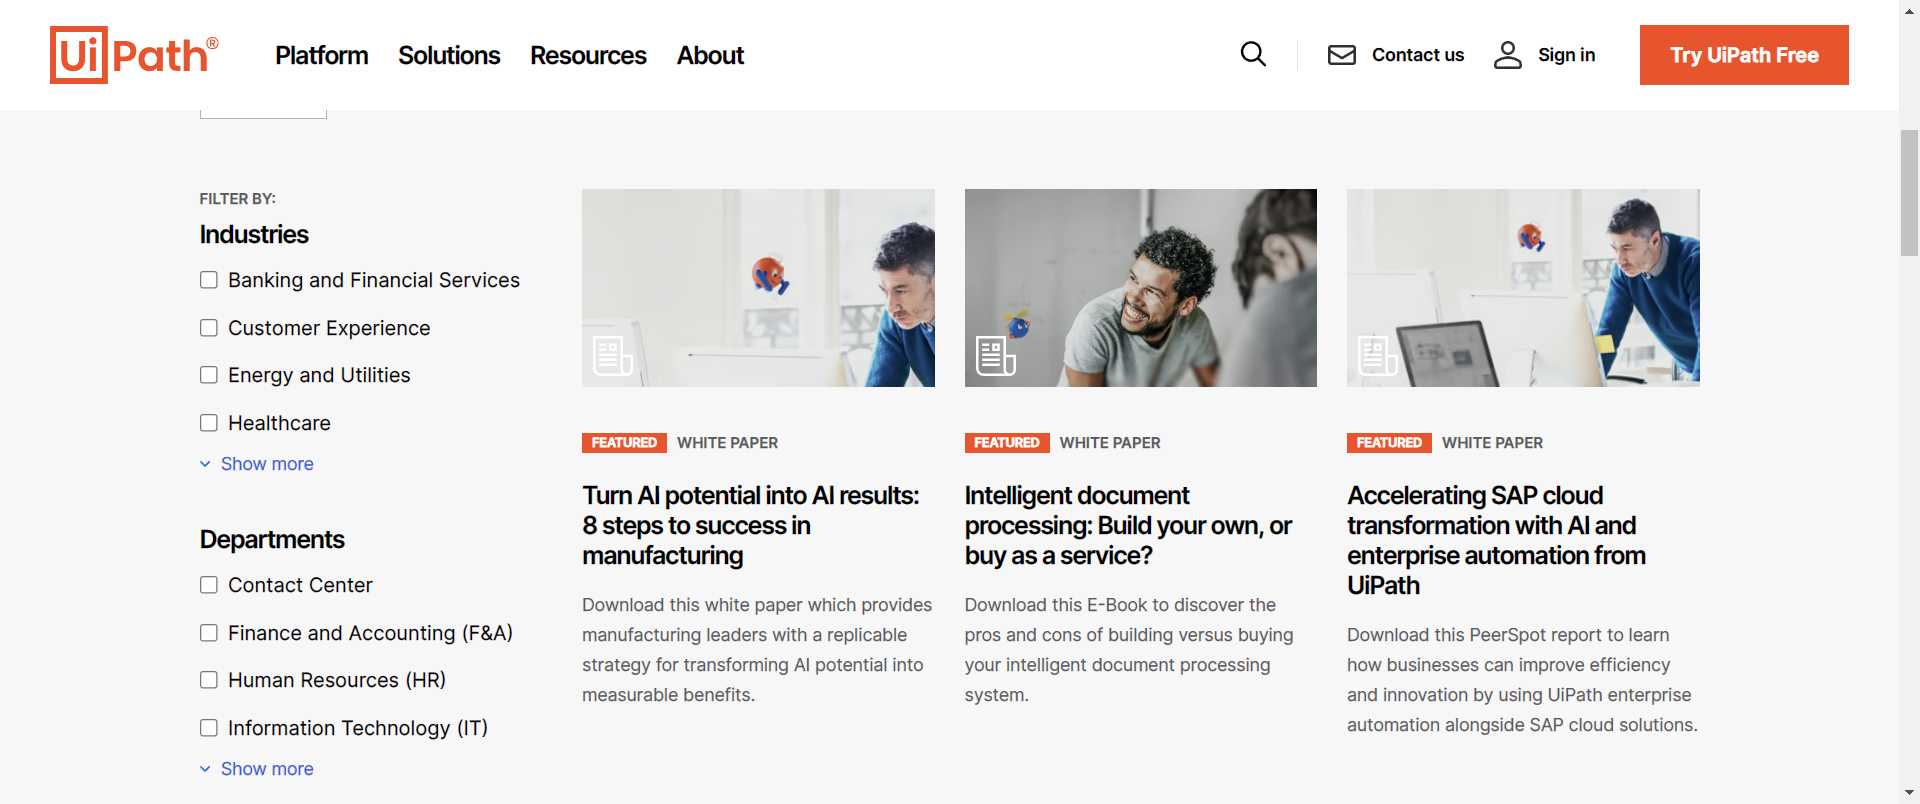 UiPath®
Platform
Solutions
Resources
About
Contact us
Sign in
Try UiPath Free
FILTER BY:
Industries
Banking and Financial Services
Customer Experience
Energy and Utilities
Healthcare
Show more
Departments
Contact Center
Finance and Accounting (F&A)
Human Resources (HR)
Information Technology (IT)
Show more
FEATURED WHITE PAPER
Turn AI potential into AI results:
8 steps to success in
manufacturing
Download this white paper which provides
manufacturing leaders with a replicable
strategy for transforming AI potential into
measurable benefits.
FEATURED WHITE PAPER
Intelligent document
processing: Build your own, or
buy as a service?
Download this E-Book to discover the
pros and cons of building versus buying
your intelligent document processing
system.
FEATURED WHITE PAPER
Accelerating SAP cloud
transformation with AI and
enterprise automation from
UiPath
Download this PeerSpot report to learn
how businesses can improve efficiency
and innovation by using UiPath enterprise
automation alongside SAP cloud solutions.